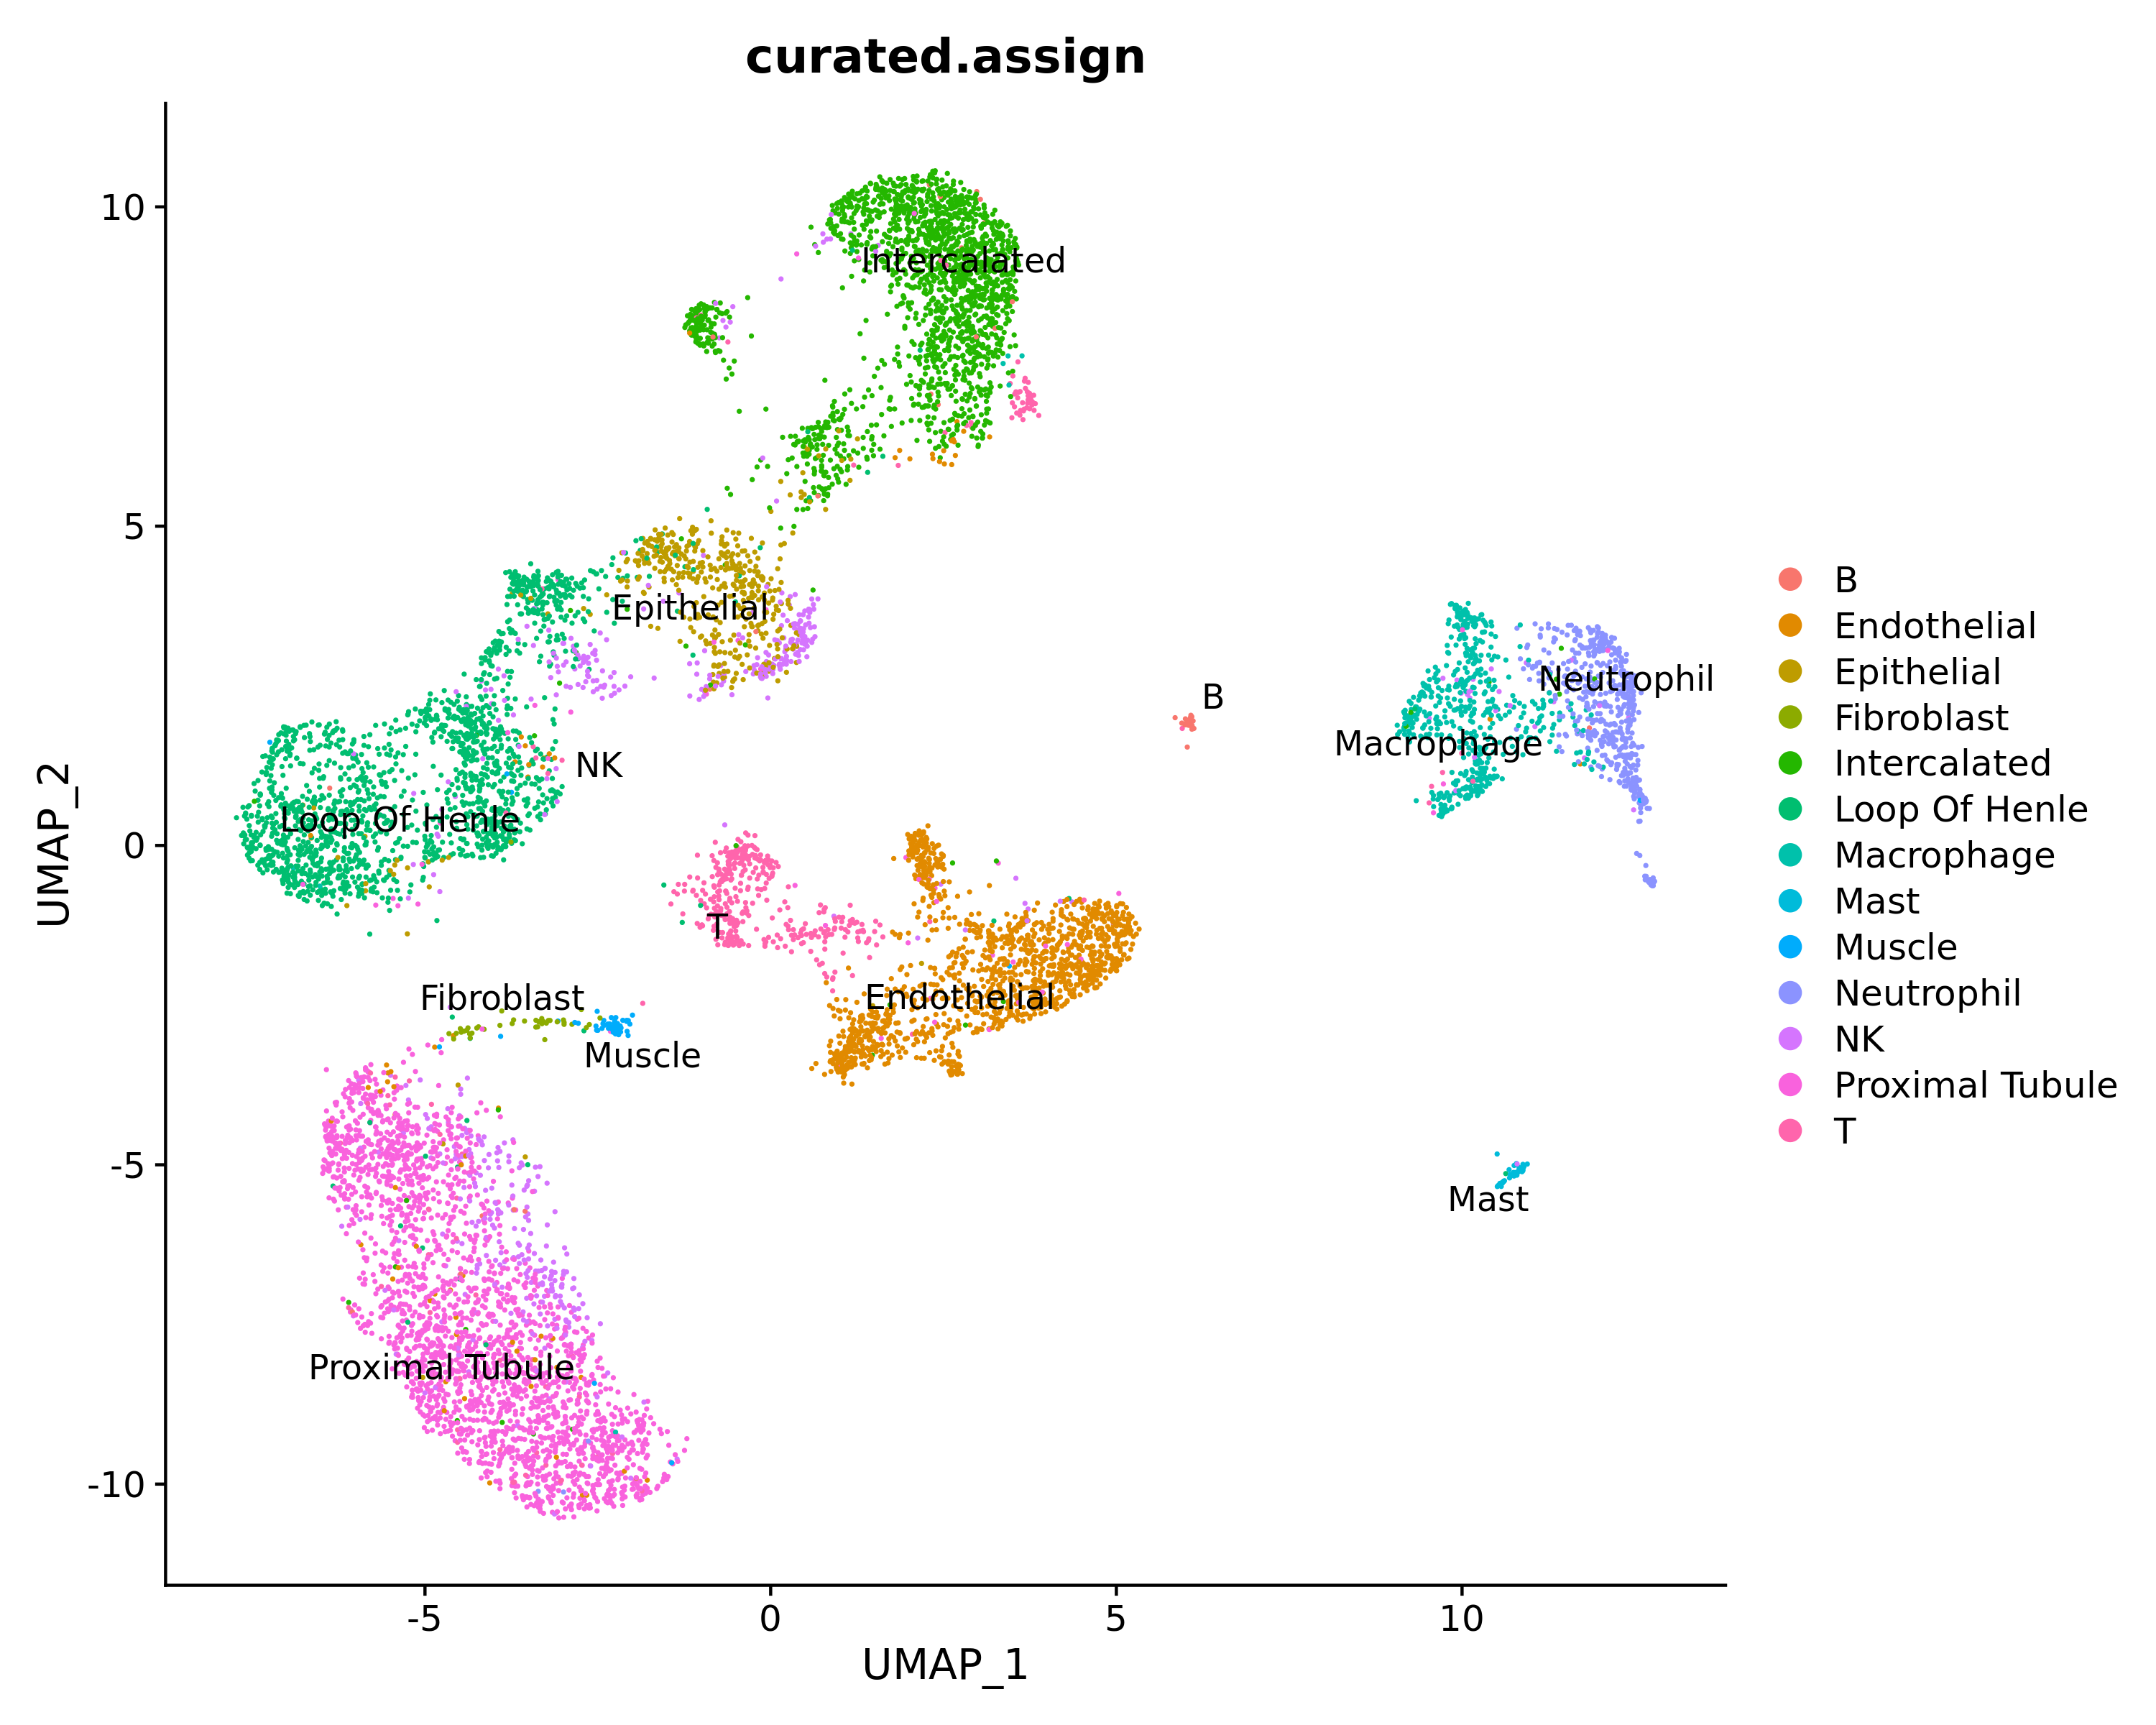 curated.assign
10
5
0
-5
-10
UMAP_2
Intercalated
Epithelial
B
Neutrophil
Macrophage
NK
Loop Of Henle
T
Fibroblast
Endothelial
Muscle
Mast
Proximal Tubule
-5
0
5
10
UMAP_1
B
Endothelial
Epithelial
Fibroblast
Intercalated
Loop Of Henle
Macrophage
Mast
Muscle
Neutrophil
NK
Proximal Tubule
T